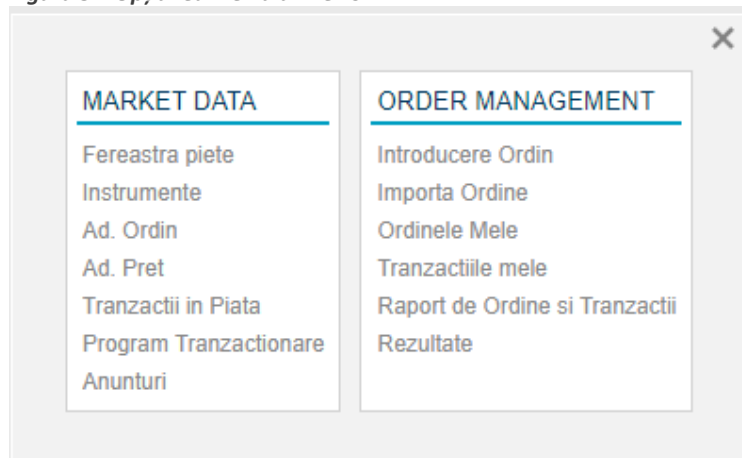 MARKET DATA
Fereastra piete
Instrumente
Ad. Ordin
Ad. Pret
Tranzactii in Piata
Program Tranzactionare
Anunturi
ORDER MANAGEMENT
Introducere Ordin
Importa Ordine
Ordinele Mele
Tranzactiile mele
Raport de Ordine si Tranzactii
Rezultate